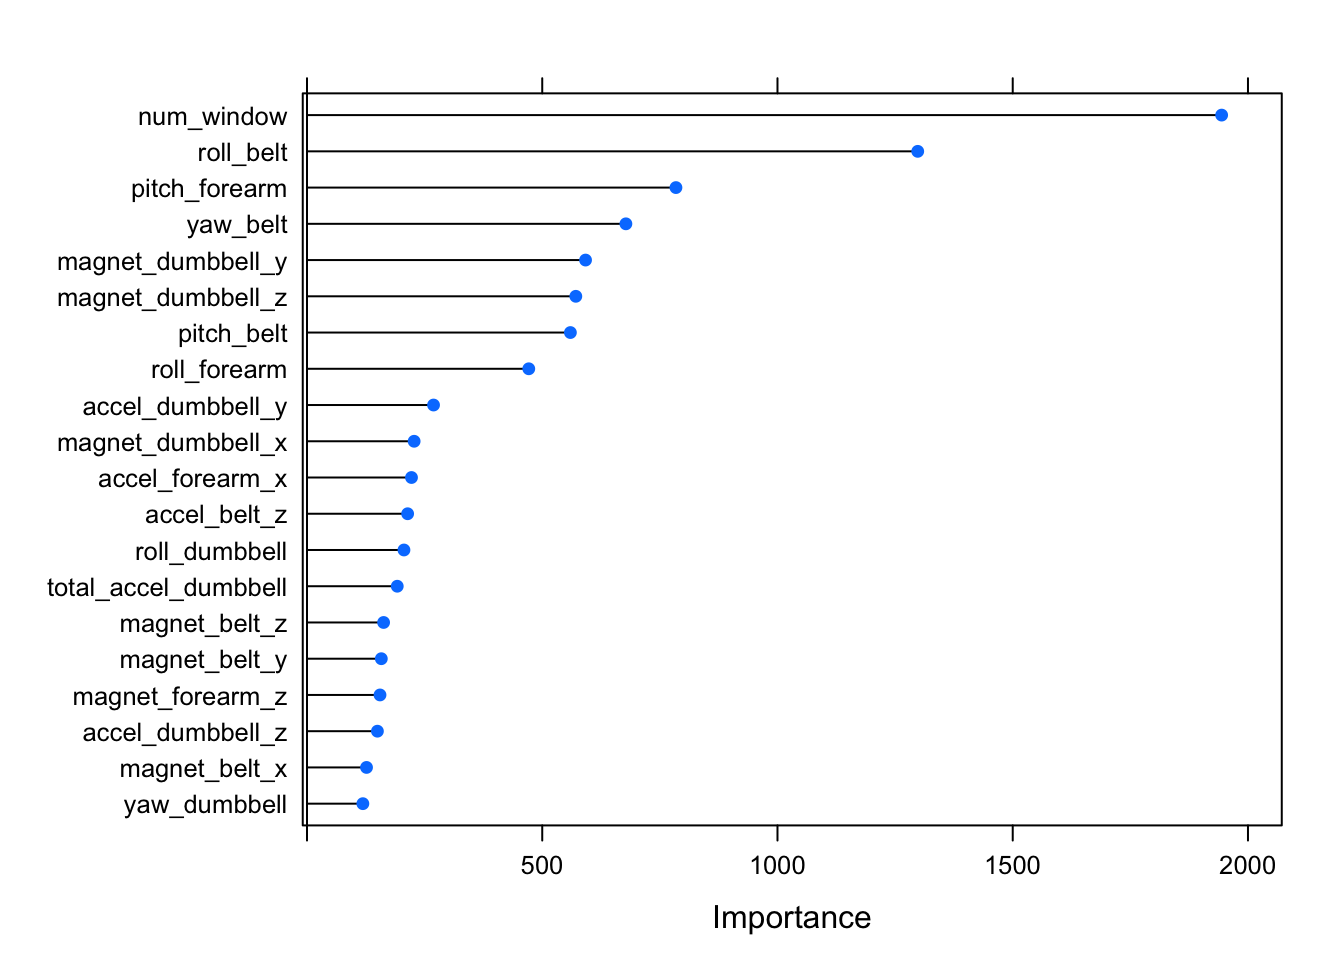 num_window
roll_belt
pitch_forearm
yaw_belt
magnet_dumbbell_y
magnet_dumbbell_z
pitch_belt
roll_forearm
accel_dumbbell_y
magnet_dumbbell_x
accel_forearm_x
accel_belt_z
roll_dumbbell
total_accel_dumbbell
magnet_belt_z
magnet_belt_y
magnet_forearm_z
accel_dumbbell_z
magnet_belt_x
yaw_dumbbell
500 1000 1500 2000
Importance